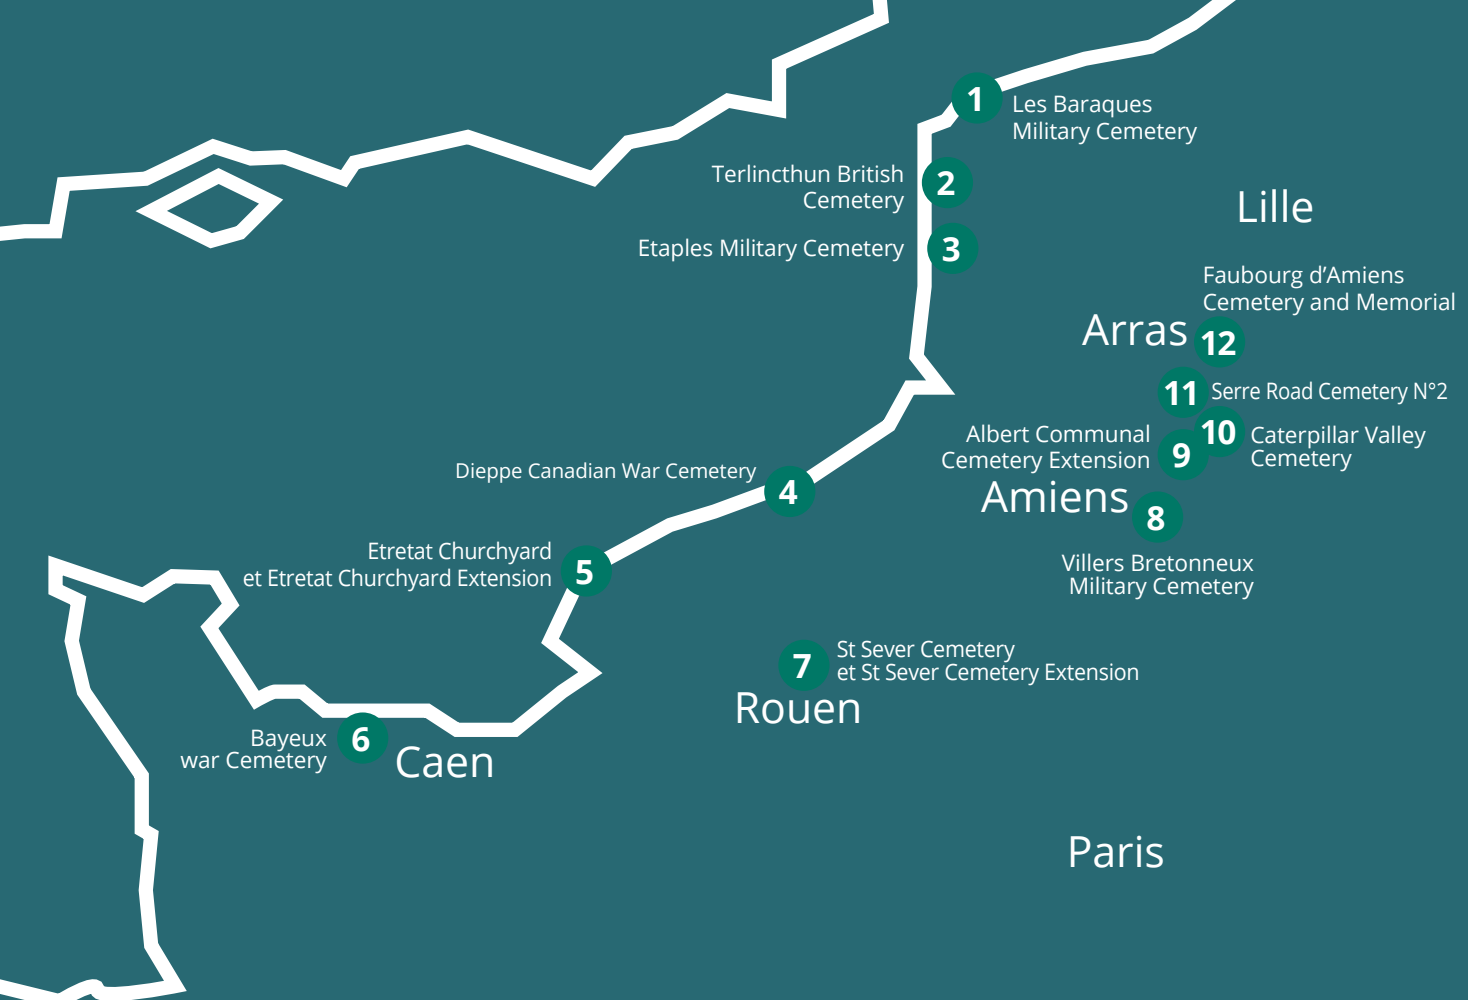 1
Les Baraques
Military Cemetery
Terlincthun British
Cemetery
2
Lille
Etaples Military Cemetery
3
Faubourg d’Amiens
Cemetery and Memorial
Arras
12
11
Serre Road Cemetery N°2
10
Caterpillar Valley
Cemetery
Albert Communal
Cemetery Extension
9
Dieppe Canadian War Cemetery
4
Amiens
8
Villers Bretonneux
Military Cemetery
Etretat Churchyard
et Etretat Churchyard Extension
5
7
St Sever Cemetery
et St Sever Cemetery Extension
Rouen
Bayeux
war Cemetery
6
Caen
Paris